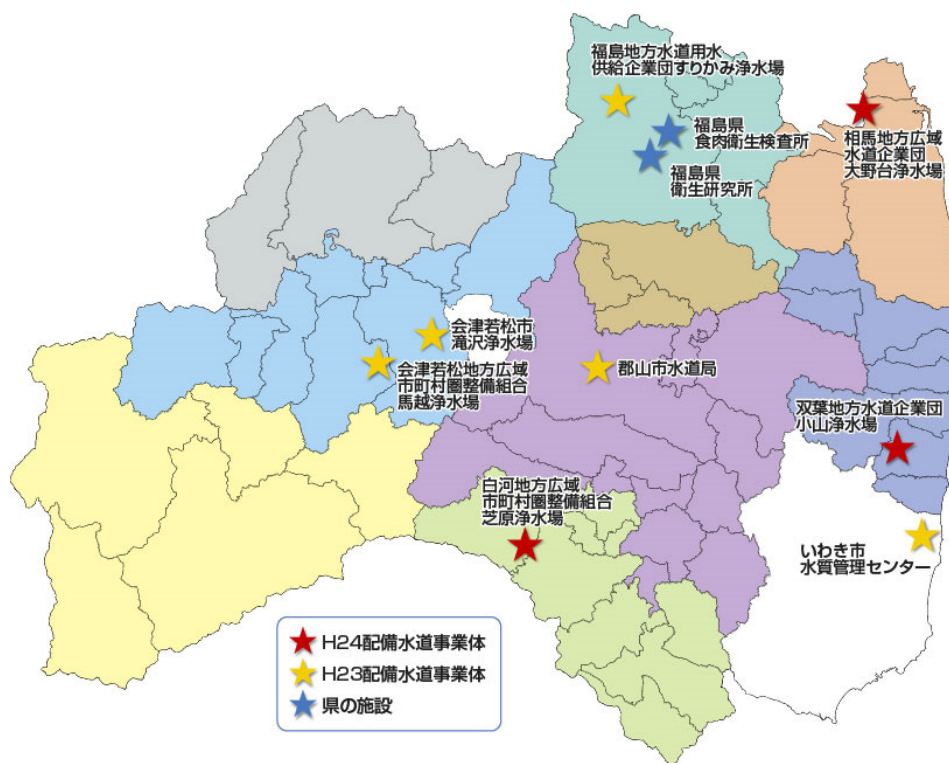 福島地方水道用水
供給企業団すりかみ浄水場
福島県
食肉衛生検査所
福島県
衛生研究所
相馬地方広域
水道企業団
大野台浄水場
会津若松市
滝沢浄水場
会津若松地方広域
市町村圏整備組合
馬越浄水場
郡山市水道局
双葉地方水道企業団
小山浄水場
白河地方広域
市町村圏整備組合
芝原浄水場
いわき市
水質管理センター
H24配備水道事業体
H23配備水道事業体
県の施設